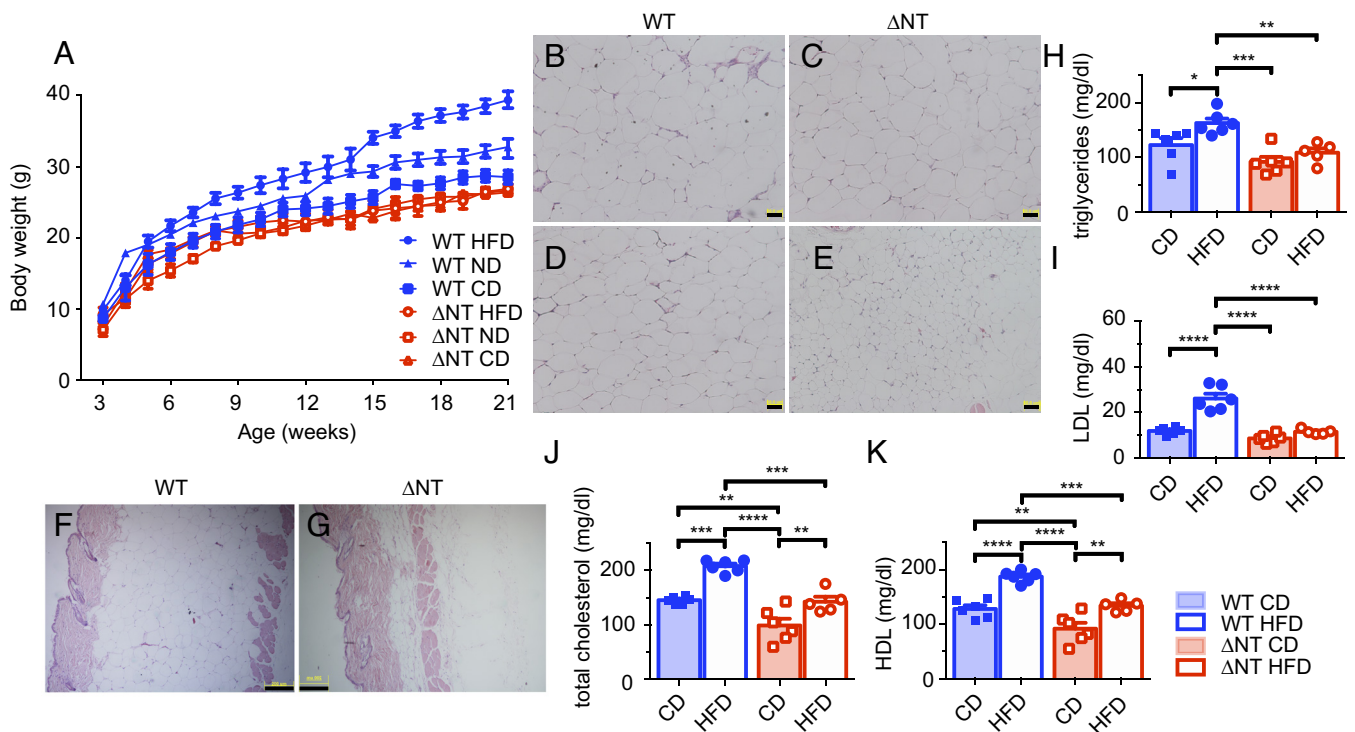 A
40
30
20
10
0
Body weight (g)
3 6 9 12 15 18 21
Age (weeks)
WT HFD
WT ND
WT CD
ΔNT HFD
ΔNT ND
ΔNT CD
WT
ΔNT
B
C
D
E
WT
ΔNT
F
G
H
triglycerides (mg/dl)
200
100
0
*
***
**
CD
HFD
CD
HFD
I
LDL (mg/dl)
60
40
20
0
****
****
****
CD
HFD
CD
HFD
J
total cholesterol (mg/dl)
200
100
0
***
**
***
****
**
CD
HFD
CD
HFD
K
HDL (mg/dl)
200
100
0
***
**
****
****
**
CD
HFD
CD
HFD
WT CD
WT HFD
ΔNT CD
ΔNT HFD